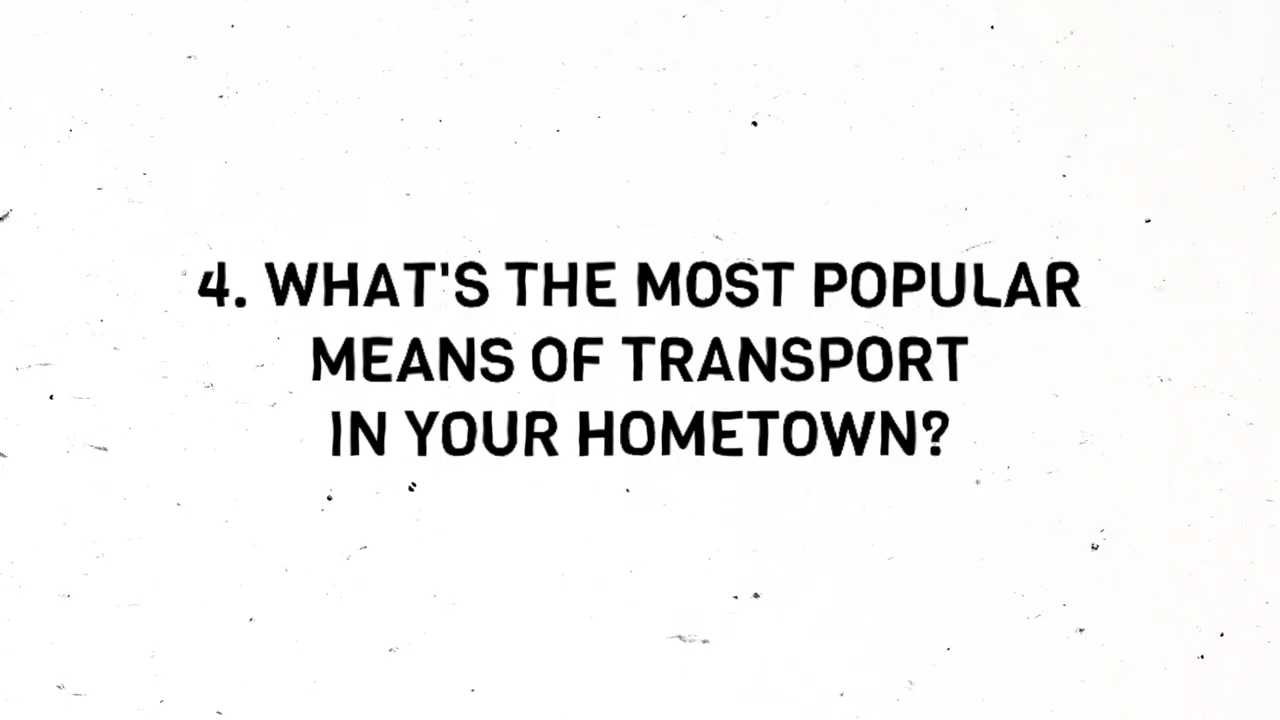 4. WHAT'S THE MOST POPULAR
MEANS OF TRANSPORT
IN YOUR HOMETOWN?